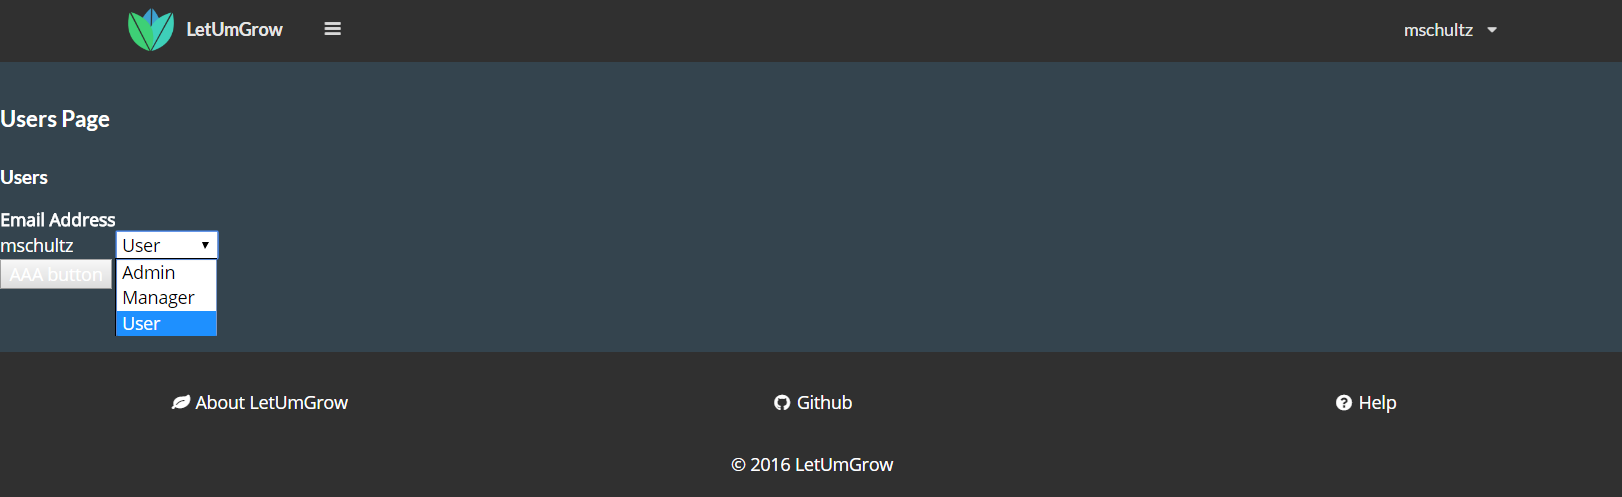 LetUmGrow
mschultz
Users Page
Users
Email Address
mschultz User
AAA button
Admin
Manager
User
About LetUmGrow
Github
Help
© 2016 LetUmGrow